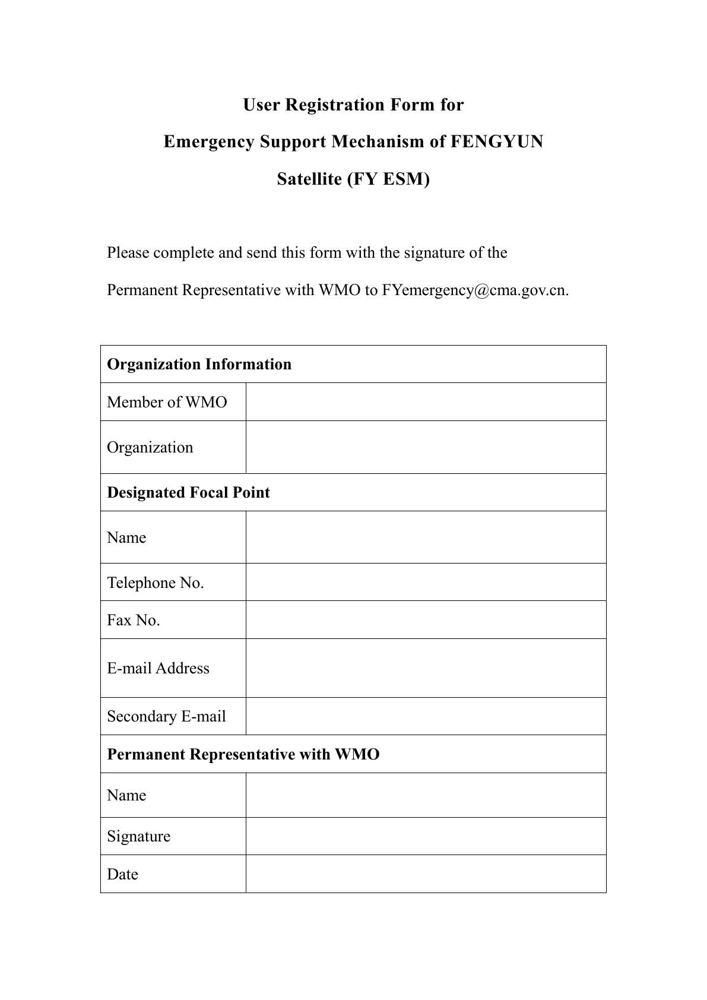 User Registration Form for
Emergency Support Mechanism of FENGYUN
Satellite (FY ESM)
Please complete and send this form with the signature of the
Permanent Representative with WMO to FYemergency@cma.gov.cn.
Organization Information
Member of WMO
Organization
Designated Focal Point
Name
Telephone No.
Fax No.
E-mail Address
Secondary E-mail
Permanent Representative with WMO
Name
Signature
Date